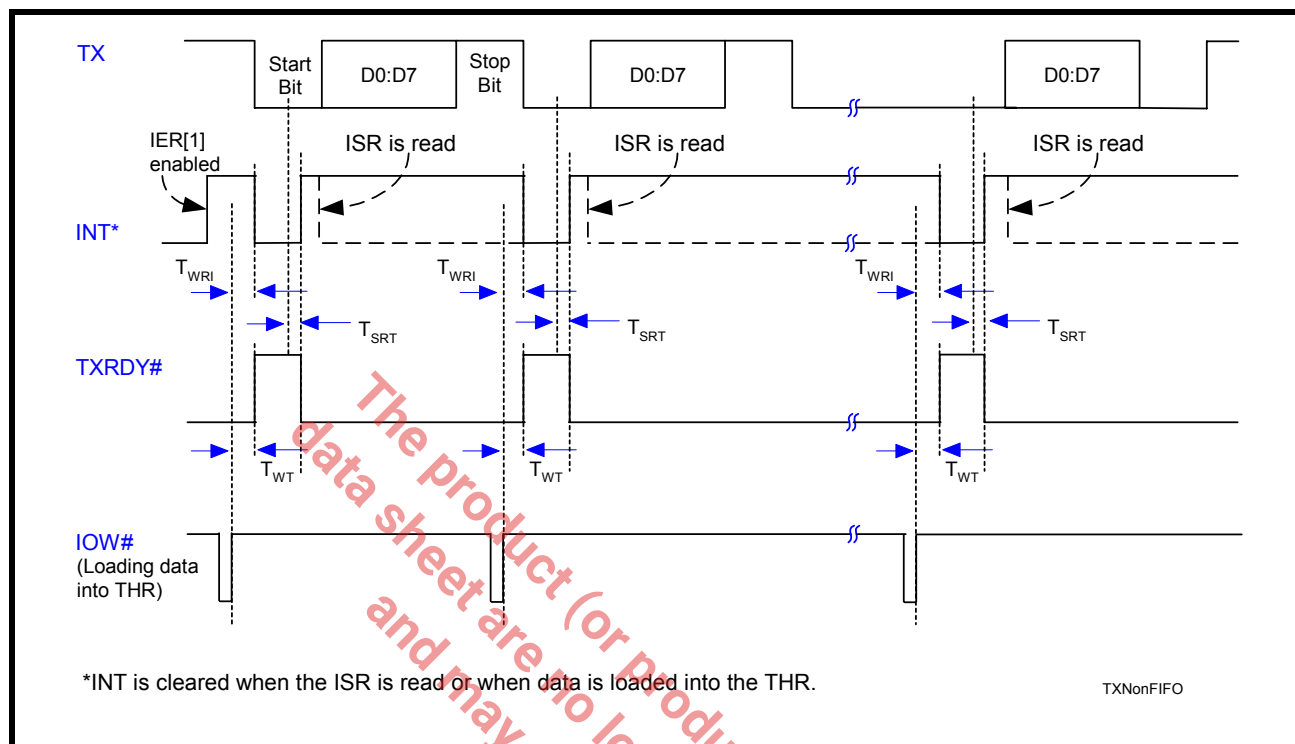 TX
Start Bit
D0:D7
Stop Bit
D0:D7
D0:D7
IER[1] enabled
ISR is read
ISR is read
ISR is read
INT*
TWRI
TWRI
TWRI
TSRT
TSRT
TSRT
TXRDY#
TWT
TWT
TWT
IOW#
(Loading data into THR)
The product (or produ
data sheet are no lo
and may
*INT is cleared when the ISR is read or when data is loaded into the THR.
TXNonFIFO